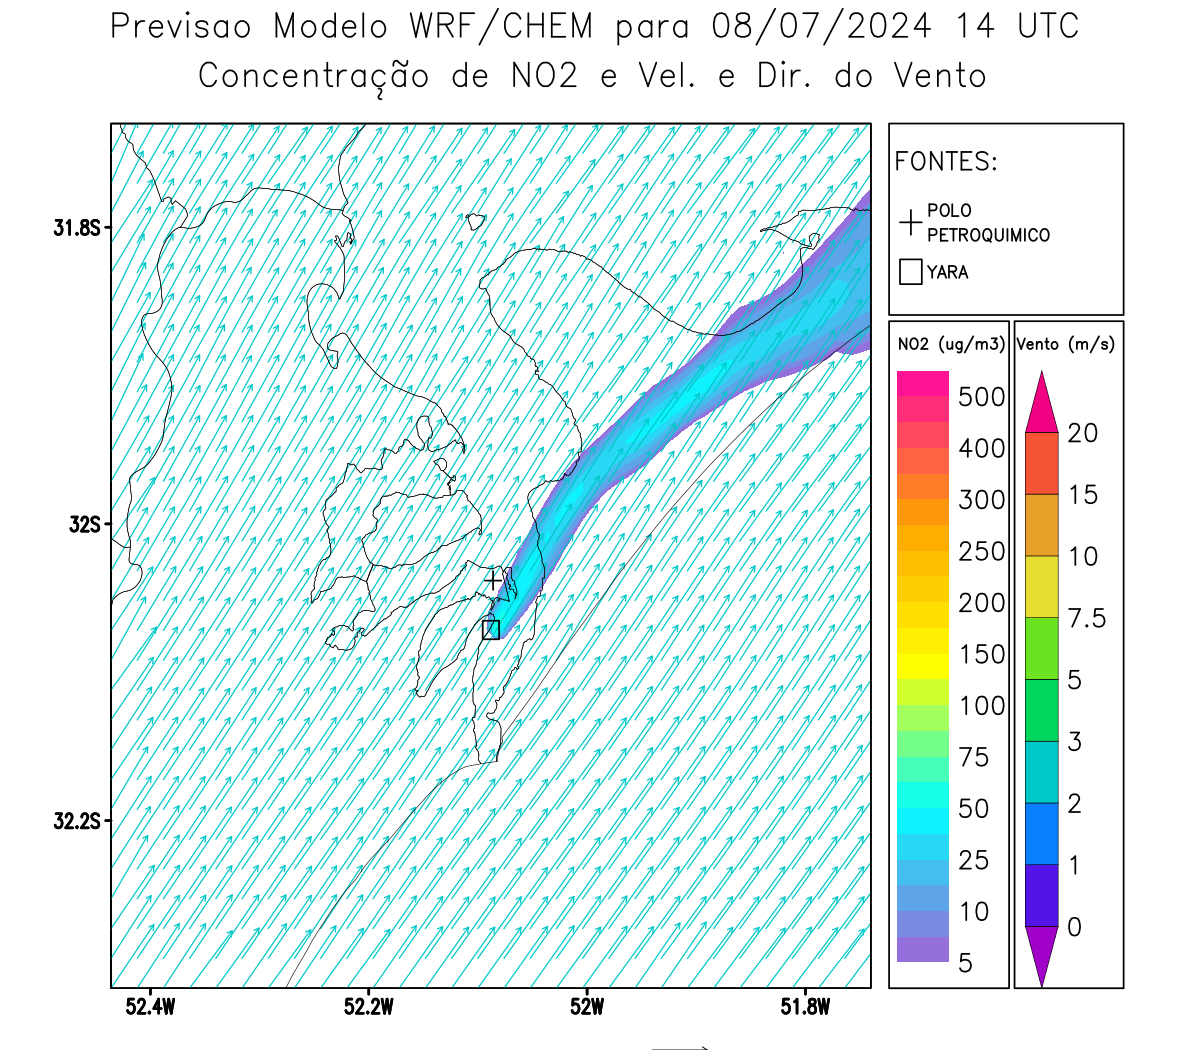 Previsao Modelo WRF/CHEM para 08/07/2024 14 UTC
Concentração de NO2 e Vel. e Dir. do Vento
FONTES:
POLO
PETROQUIMICO
YARA
31.8S
32S
32.2S
52.4W
52.2W
52W
51.8W
NO2 (ug/m3)
500
400
300
250
200
150
100
75
50
25
10
5
Vento (m/s)
20
15
10
7.5
5
3
2
1
0